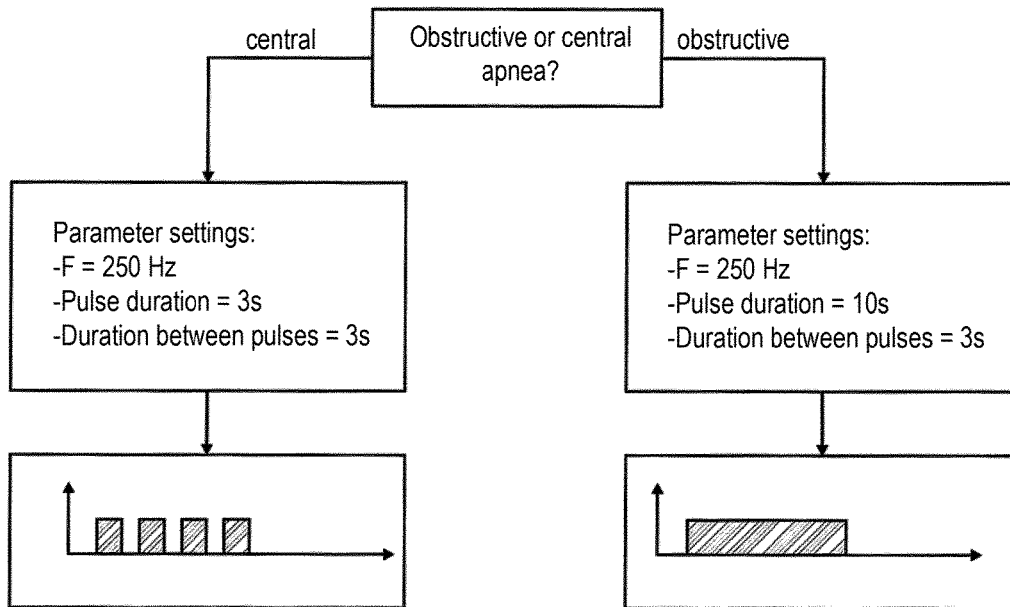 central
Obstructive or central
apnea?
obstructive
Parameter settings:
-F = 250 Hz
-Pulse duration = 3s
-Duration between pulses = 3s
Parameter settings:
-F = 250 Hz
-Pulse duration = 10s
-Duration between pulses = 3s